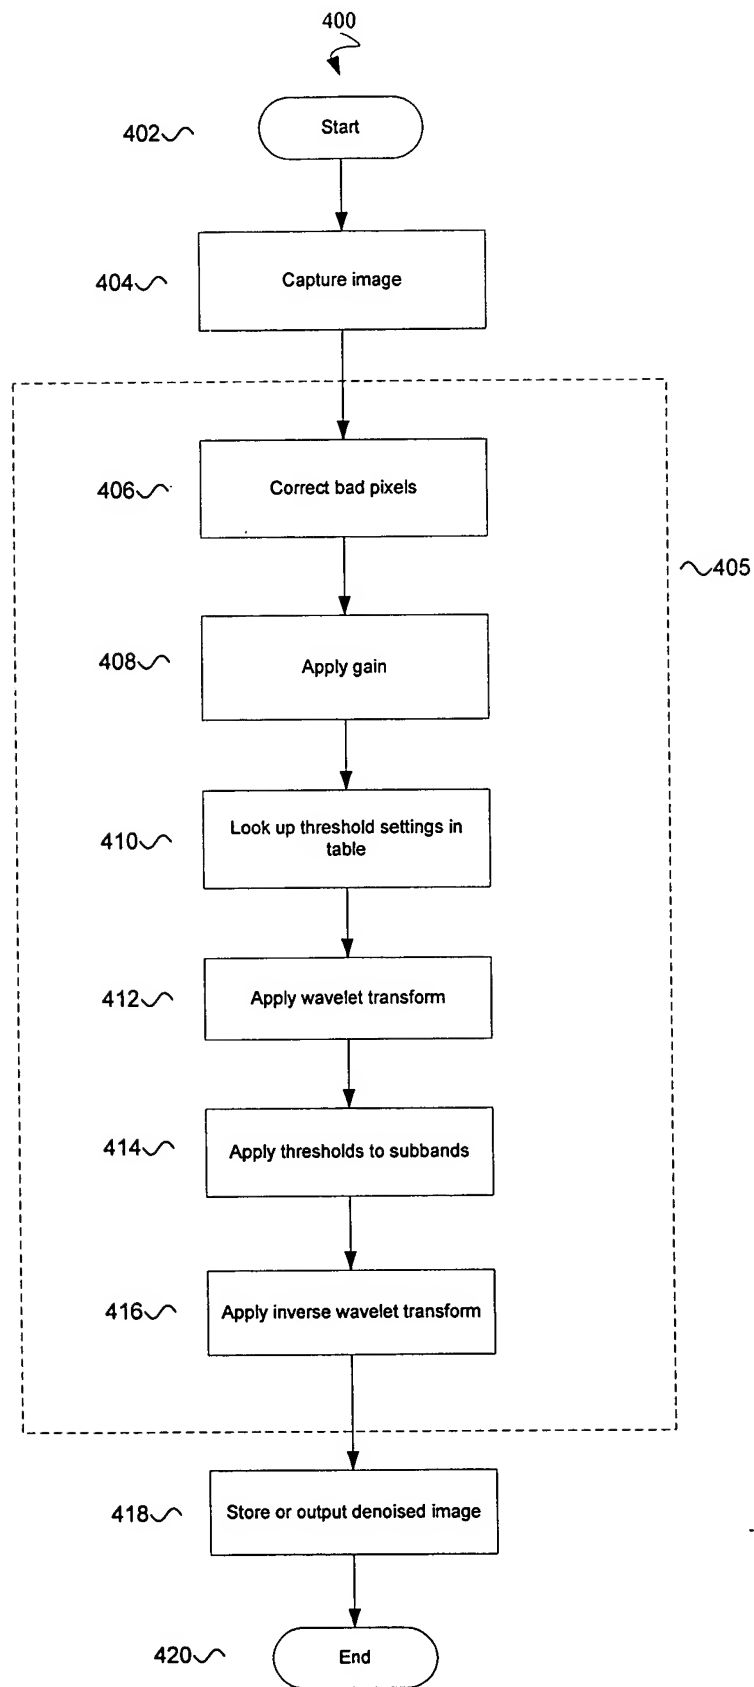 400
402
Start
404
Capture image
406
Correct bad pixels
405
408
Apply gain
410
Look up threshold settings in
table
412
Apply wavelet transform
414
Apply thresholds to subbands
416
Apply inverse wavelet transform
418
Store or output denoised image
420
End